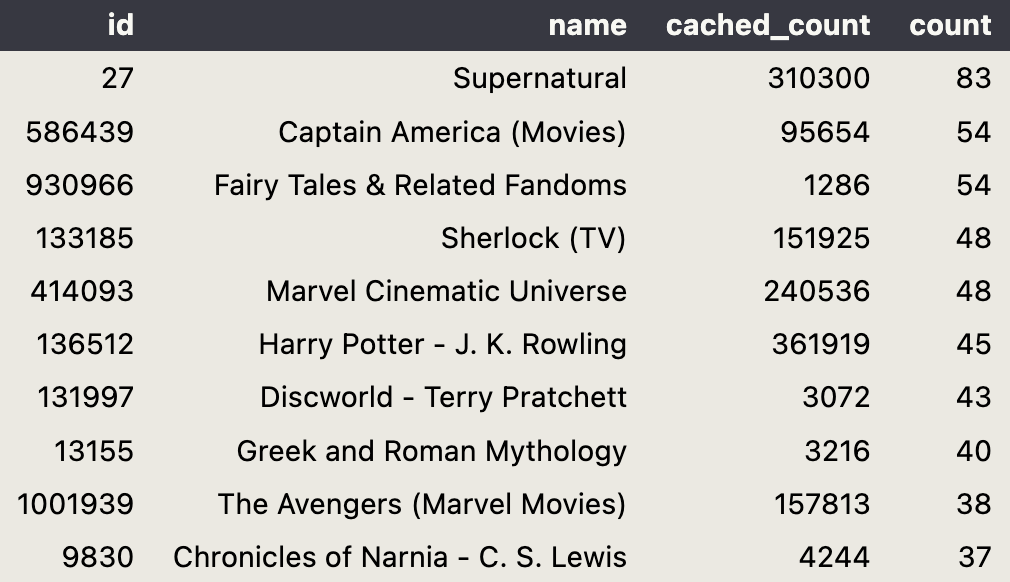 id name cached_count count
27 Supernatural 310300 83
586439 Captain America (Movies) 95654 54
930966 Fairy Tales & Related Fandoms 1286 54
133185 Sherlock (TV) 151925 48
414093 Marvel Cinematic Universe 240536 48
136512 Harry Potter - J. K. Rowling 361919 45
131997 Discworld - Terry Pratchett 3072 43
13155 Greek and Roman Mythology 3216 40
1001939 The Avengers (Marvel Movies) 157813 38
9830 Chronicles of Narnia - C. S. Lewis 4244 37